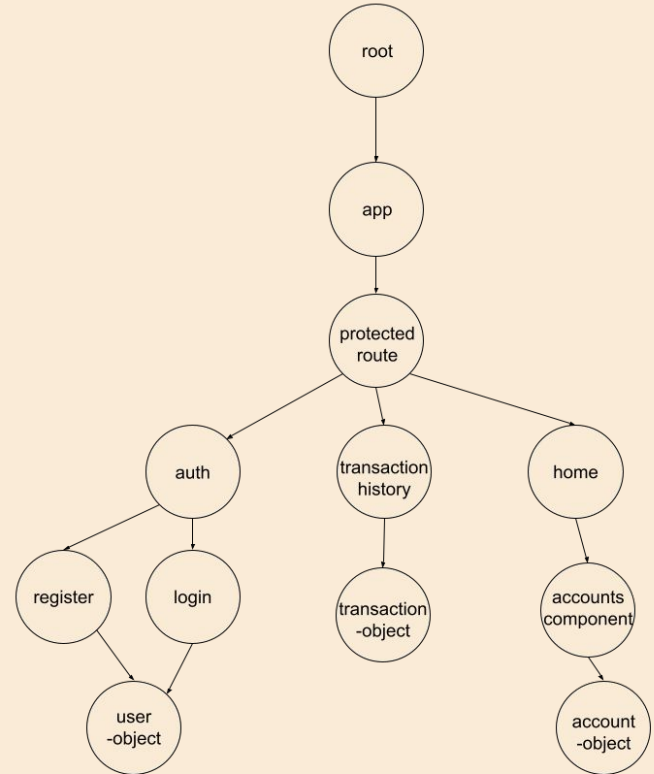 root
app
protected
route
auth
transaction
history
home
register
login
transaction
-object
accounts
component
user
-object
account
-object